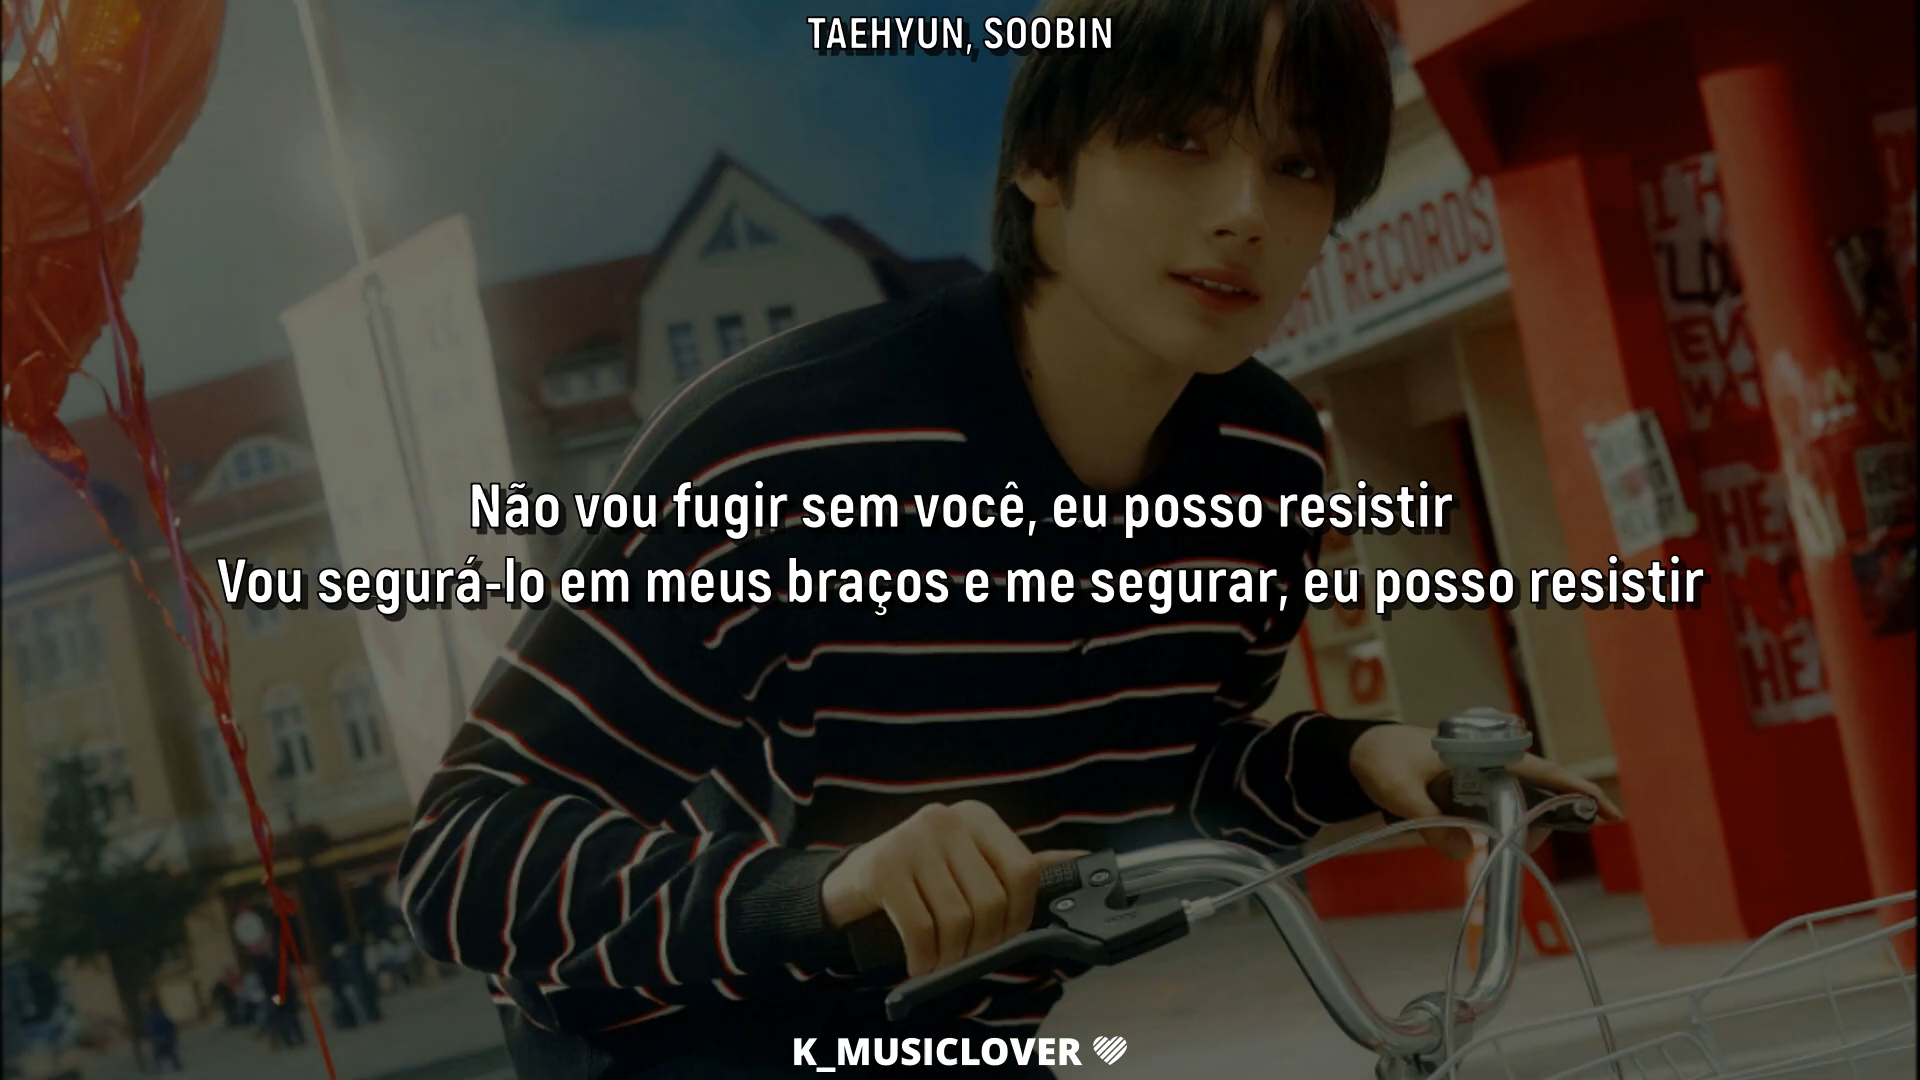 TAEHYUN, SOOBIN
RECORDS
Não vou fugir sem você, eu posso resistir
Vou segurá-lo em meus braços e me segurar, eu posso resistir
K_MUSICLOVER